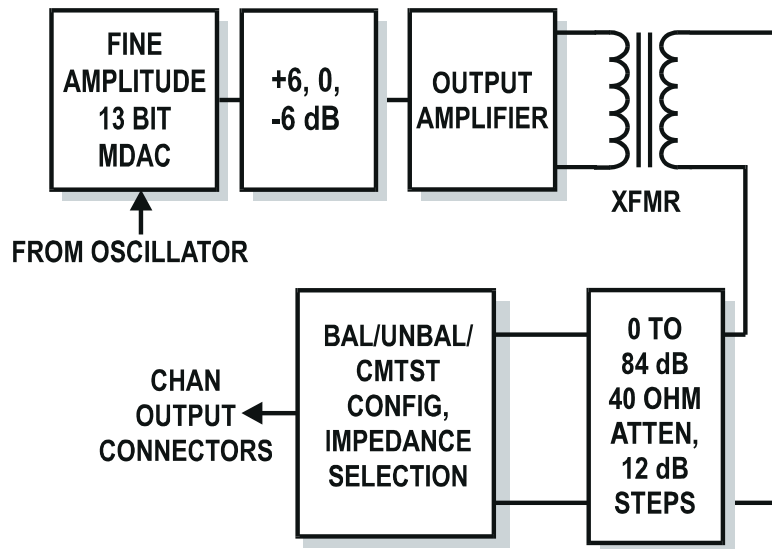 FINE
AMPLITUDE
13 BIT
MDAC
+6, 0,
-6 dB
OUTPUT
AMPLIFIER
XFMR
FROM OSCILLATOR
BAL/UNBAL/
CMTST
CONFIG,
IMPEDANCE
SELECTION
0 TO
84 dB
40 OHM
ATTEN,
12 dB
STEPS
CHAN
OUTPUT
CONNECTORS